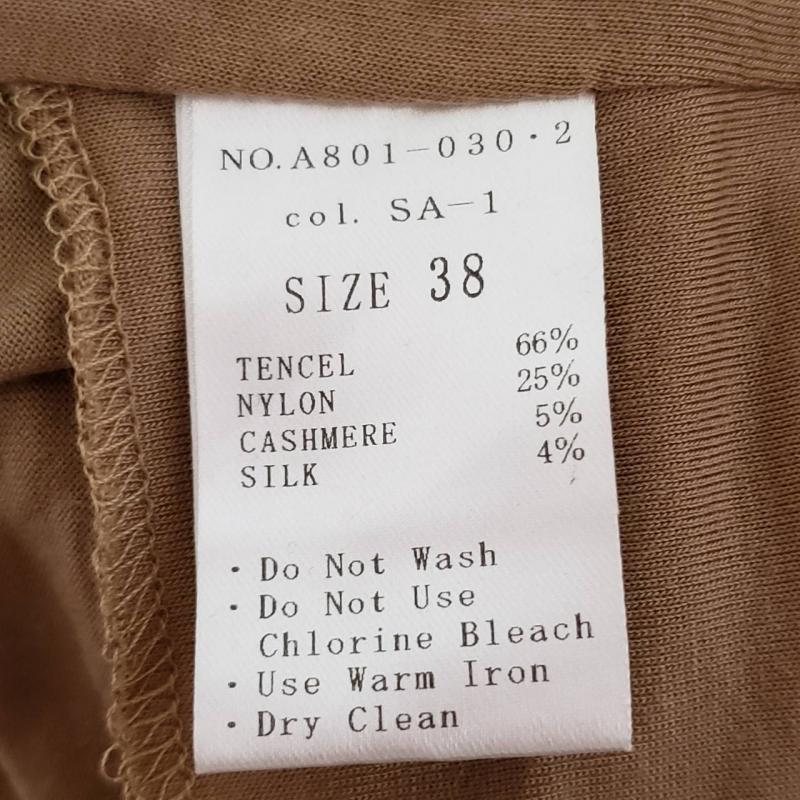 NO.A801-030・2
col. SA-1
SIZE 38
TENCEL 66%
NYLON 25%
CASHMERE 5%
SILK 4%
・Do Not Wash
・Do Not Use
Chlorine Bleach
・Use Warm Iron
・Dry Clean